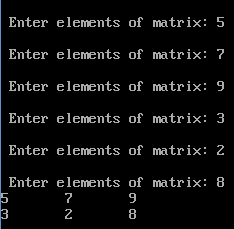 Enter elements of matrix: 5
Enter elements of matrix: 7
Enter elements of matrix: 9
Enter elements of matrix: 3
Enter elements of matrix: 2
Enter elements of matrix: 8
5 7 9
3 2 8